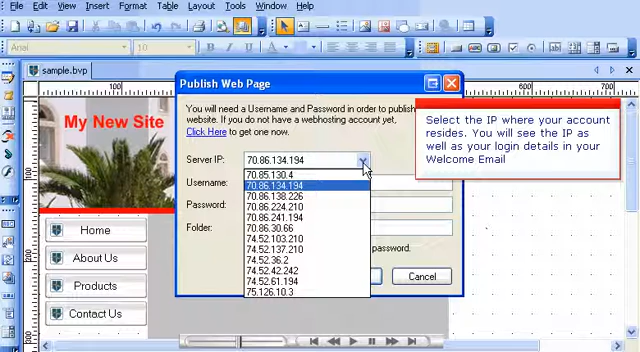 File Edit View Insert Format Table Layout Tools Window Help
Arial 10 B I U
sample.bvp
100 500 600 700
Publish Web Page
You will need a Username and Password in order to publish
website. If you do not have a webhosting account yet,
Click Here to get one now.
Select the IP where your account
resides. You will see the IP as
well as your login details in your
Welcome Email
My New Site
Server IP: 70.86.134.194
70.85.130.4
Username: 70.86.134.194
70.86.138.226
Password: 70.86.224.210
70.86.241.194
Folder: 70.86.30.66
74.52.103.210
74.52.137.210
password.
74.52.36.2
74.52.42.242
74.52.61.194
75.126.10.3
Cancel
Home
About Us
Products
Contact Us